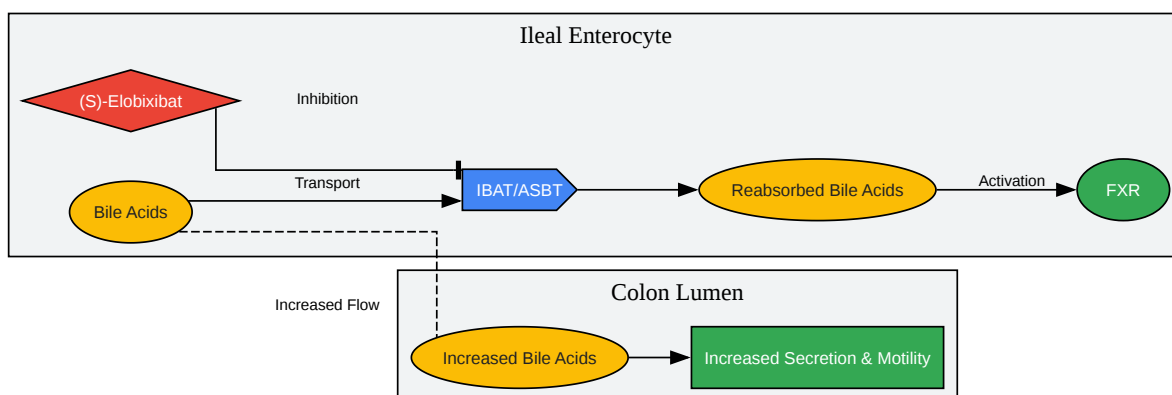 Ileal Enterocyte
(S)-Elobixibat
Inhibition
Transport
IBAT/ASBT
Reabsorbed Bile Acids
Activation
FXR
Bile Acids
Increased Flow
Colon Lumen
Increased Bile Acids
Increased Secretion & Motility